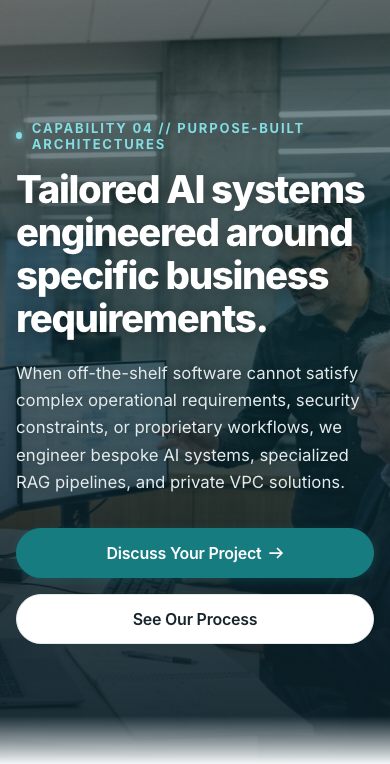 CAPABILITY 04 // PURPOSE-BUILT
ARCHITECTURES
Tailored AI systems
engineered around
specific business
requirements.
When off-the-shelf software cannot satisfy
complex operational requirements, security
constraints, or proprietary workflows, we
engineer bespoke AI systems, specialized
RAG pipelines, and private VPC solutions.
Discuss Your Project →
See Our Process